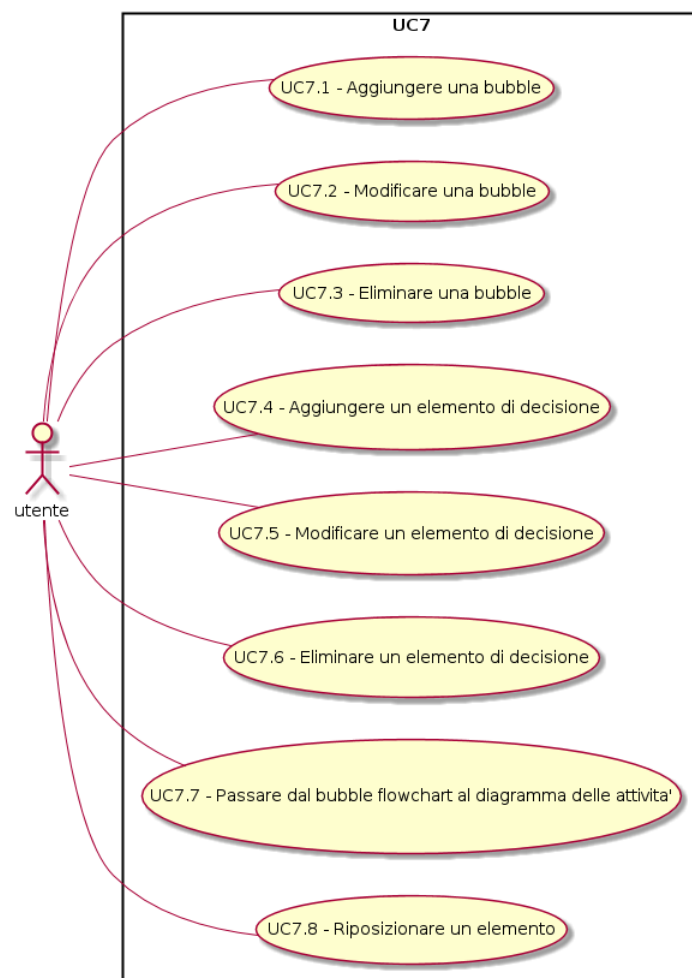 UC7
UC7.1 - Aggiungere una bubble
UC7.2 - Modificare una bubble
UC7.3 - Eliminare una bubble
UC7.4 - Aggiungere un elemento di decisione
utente
UC7.5 - Modificare un elemento di decisione
UC7.6 - Eliminare un elemento di decisione
UC7.7 - Passare dal bubble flowchart al diagramma delle attivita'
UC7.8 - Riposizionare un elemento